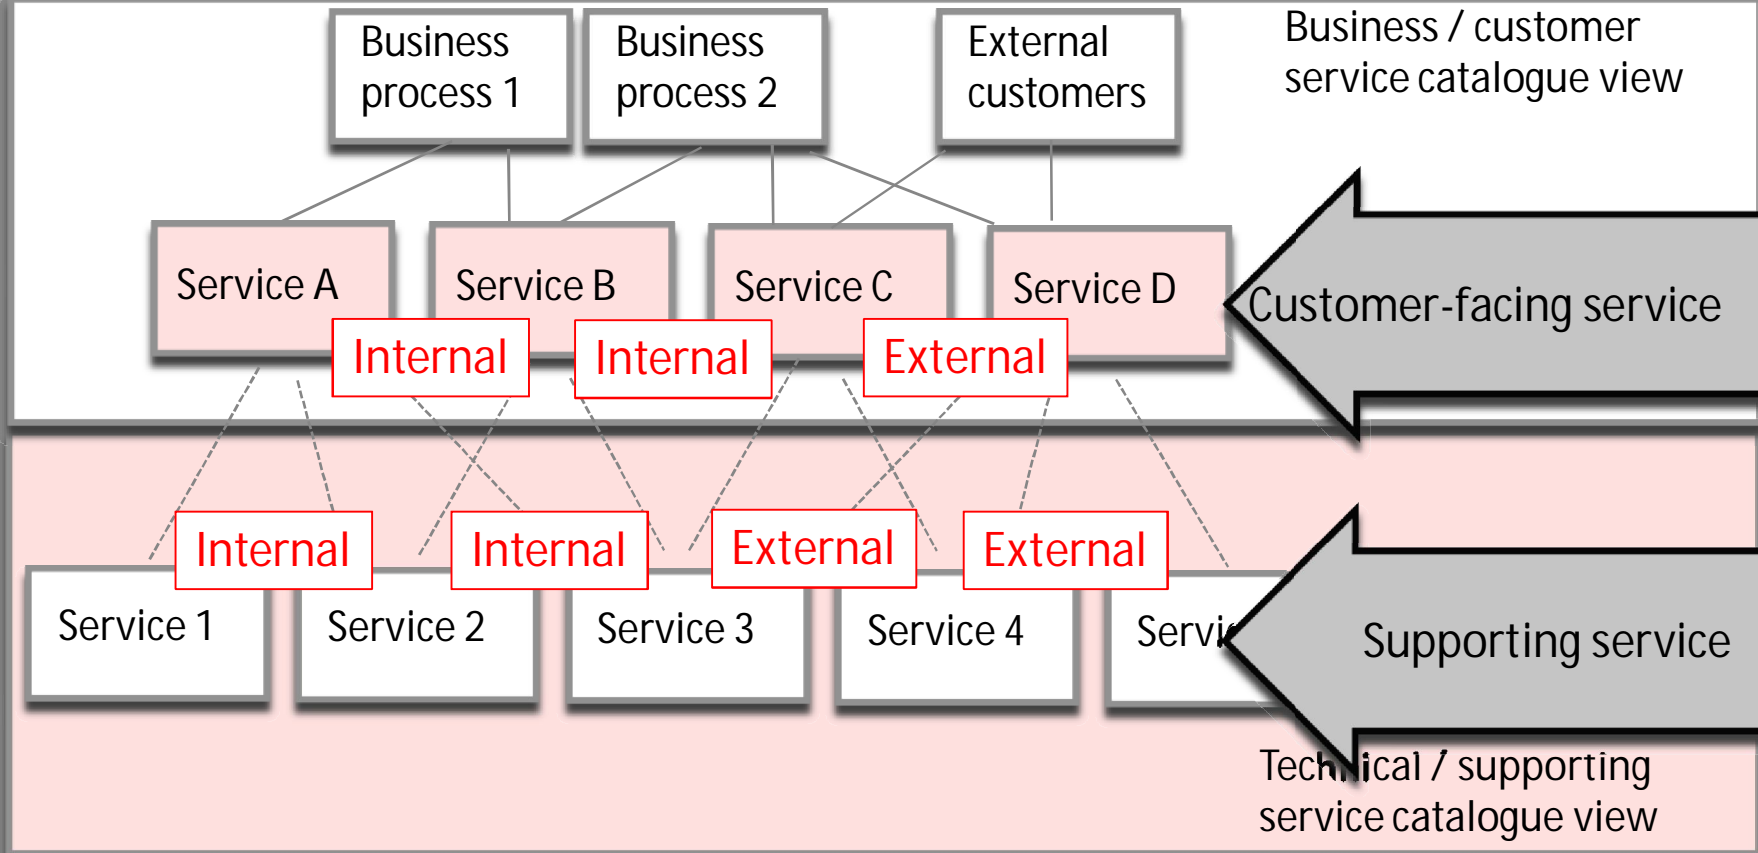 Business
process 1
Business
process 2
External
customers
Business / customer
service catalogue view
Service A
Service B
Service C
Service D
Customer-facing service
Internal
Internal
External
Internal
Internal
External
External
Service 1
Service 2
Service 3
Service 4
Supporting service
Technical / supporting
service catalogue view